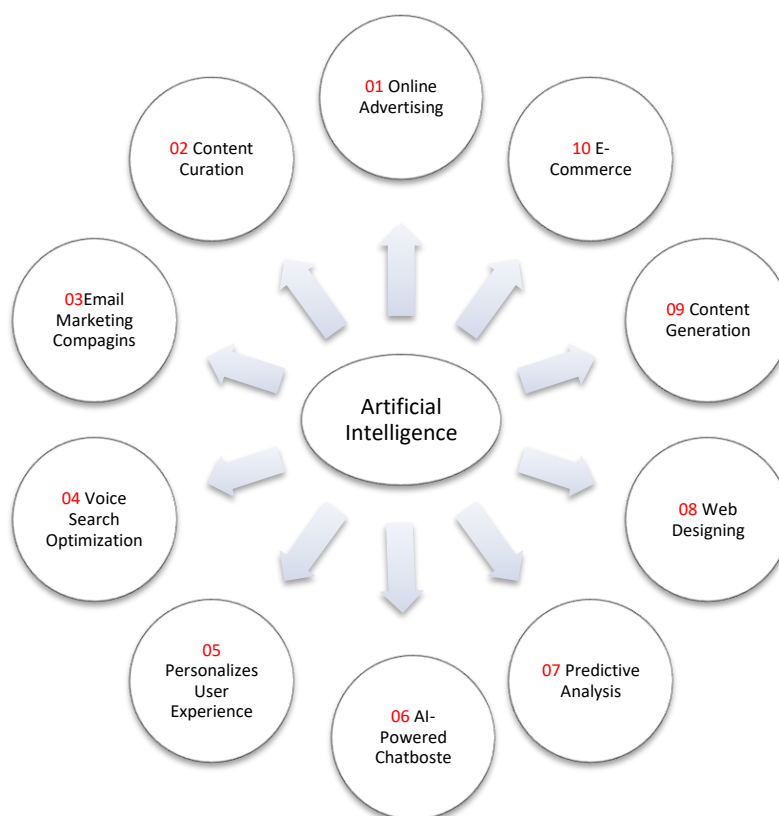 01 Online
Advertising
02 Content
Curation
03Email
Marketing
Compagins
04 Voice
Search
Optimization
05
Personalizes
User
Experience
06 AI-
Powered
Chatboste
07 Predictive
Analysis
08 Web
Designing
09 Content
Generation
10 E-
Commerce
Artificial
Intelligence